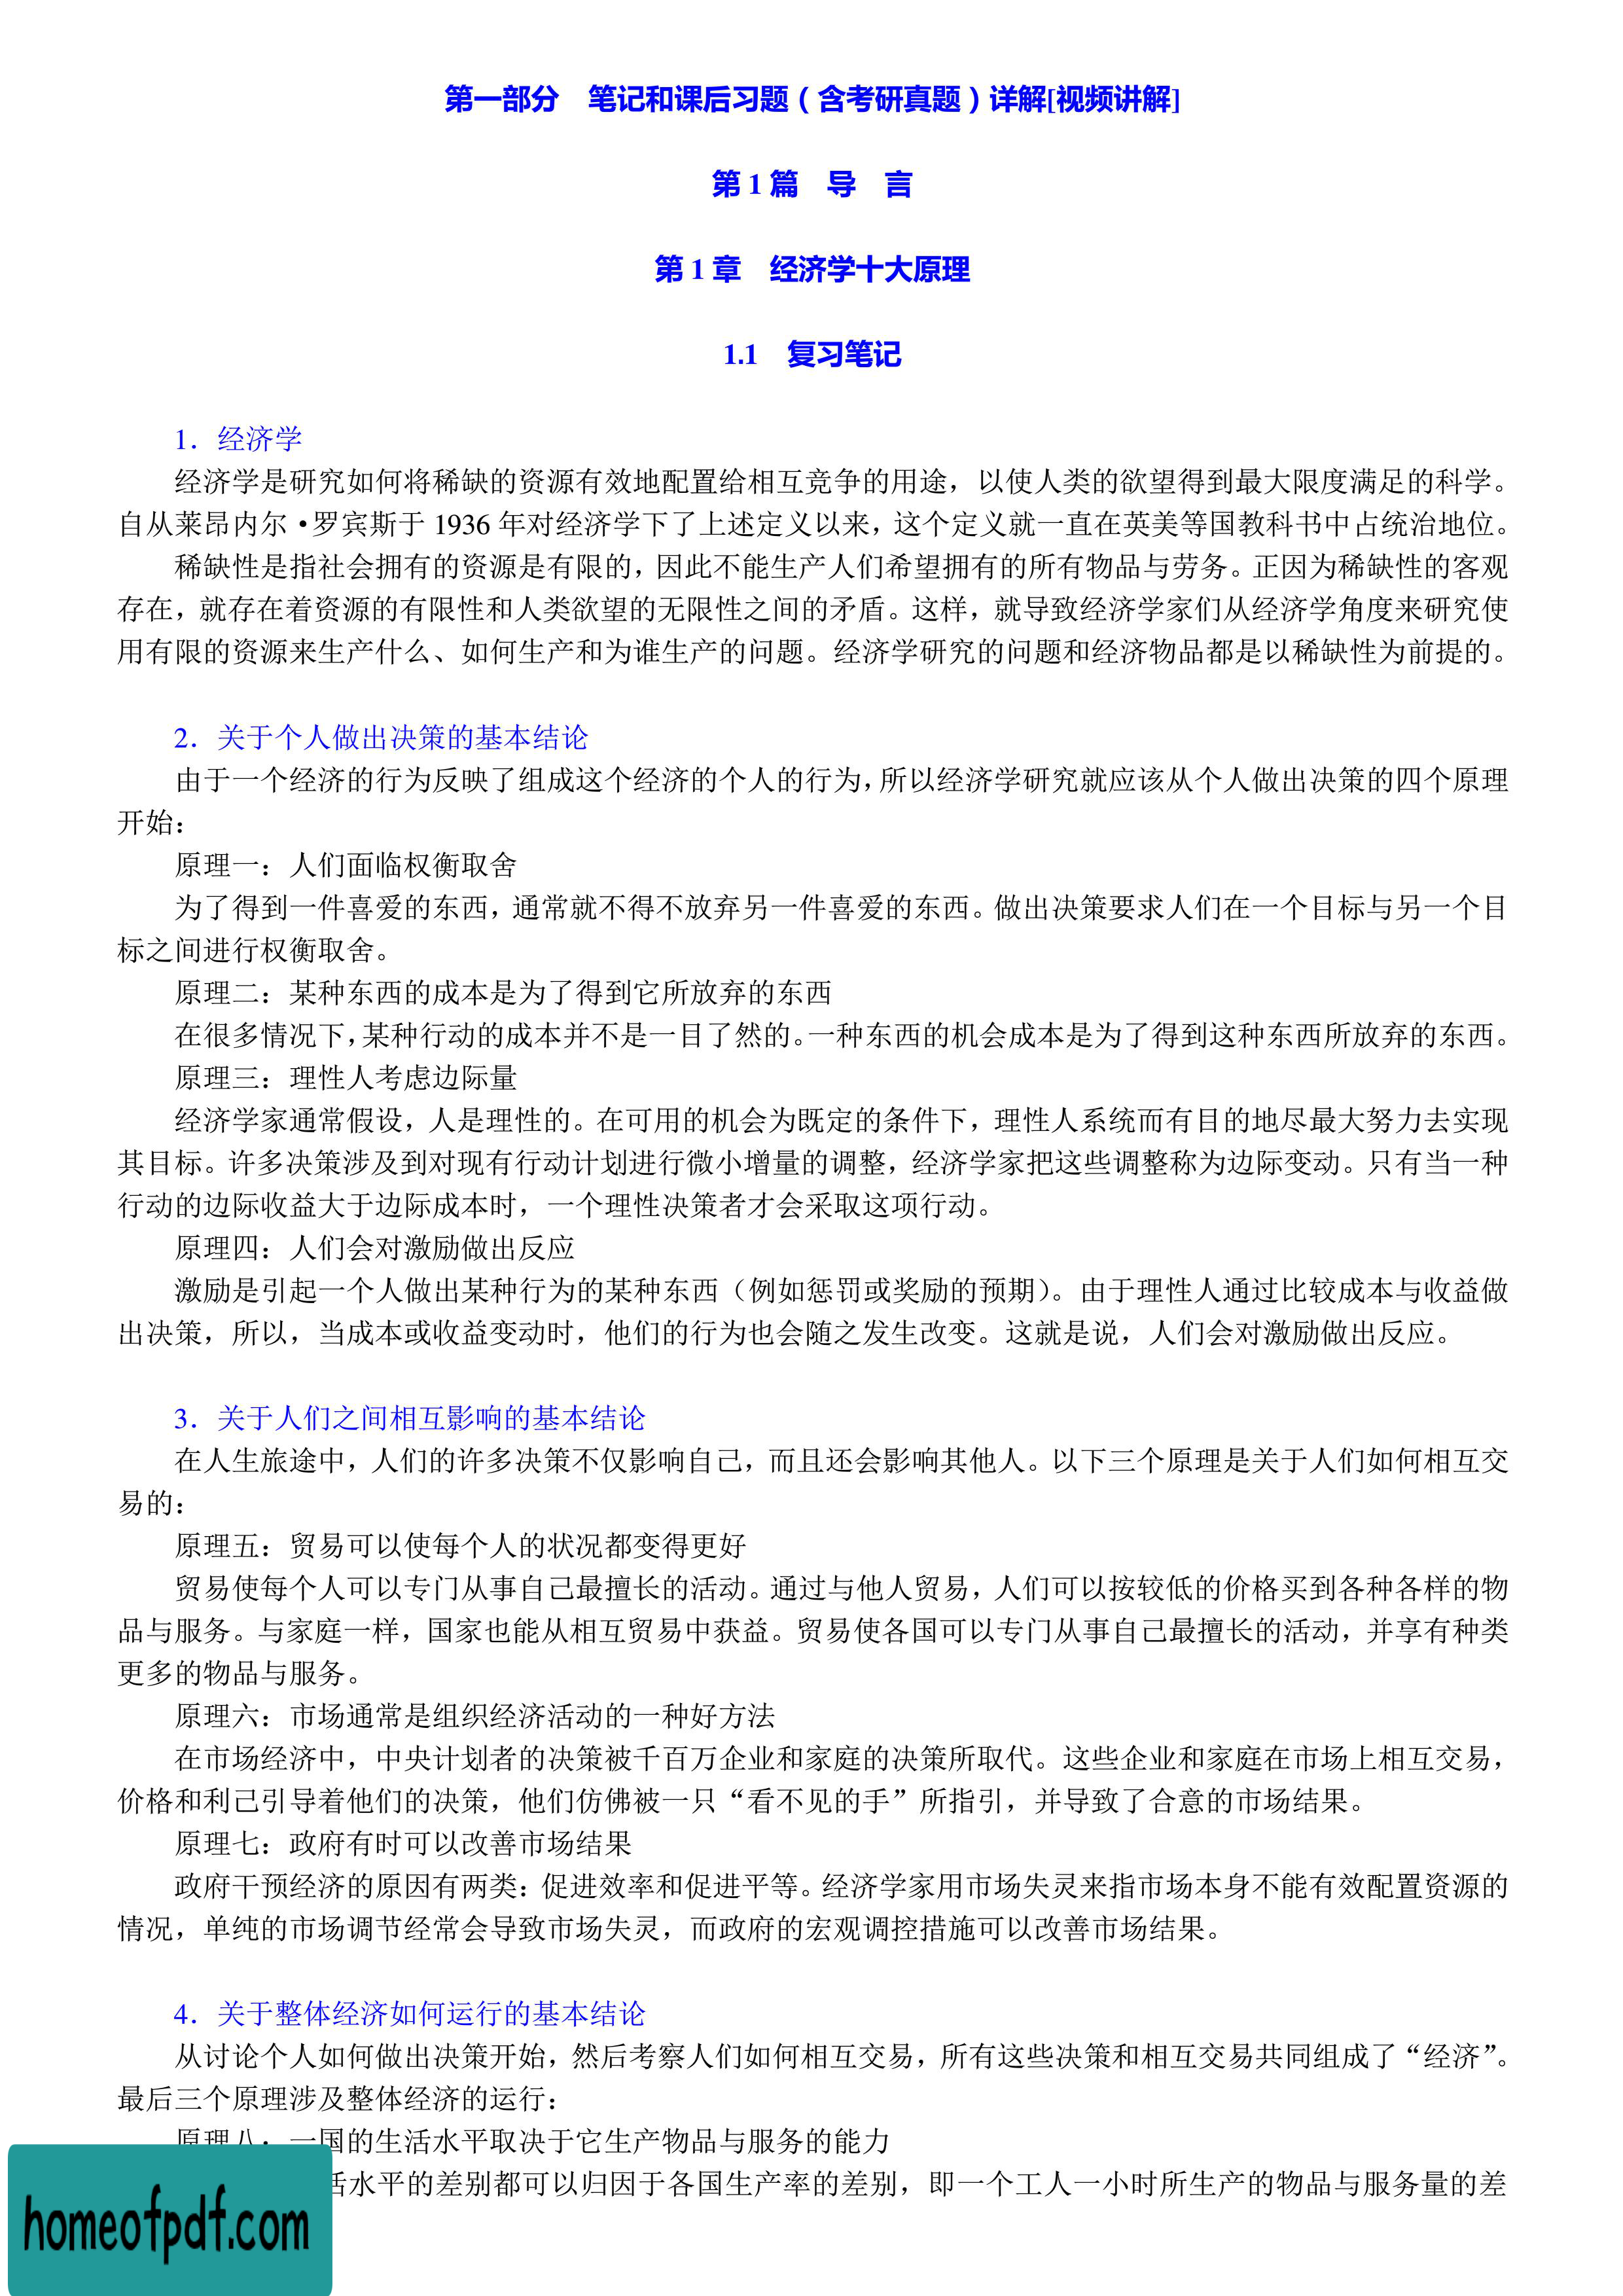 第一部分　笔记和课后习题（含考研真题）详解[视频讲解]
第 1 篇　导　言
第 1 章　经济学十大原理
1.1　复习笔记
1．经济学
经济学是研究如何将稀缺的资源有效地配置给相互竞争的用途，以使人类的欲望得到最大限度满足的科学。
自从莱昂内尔·罗宾斯于 1936 年对经济学下了上述定义以来，这个定义就一直在英美等国教科书中占统治地位。
稀缺性是指社会拥有的资源是有限的，因此不能生产人们希望拥有的所有物品与劳务。正因为稀缺性的客观
存在，就存在着资源的有限性和人类欲望的无限性之间的矛盾。这样，就导致经济学家们从经济学角度来研究使
用有限的资源来生产什么、如何生产和为谁生产的问题。经济学研究的问题和经济物品都是以稀缺性为前提的。
2．关于个人做出决策的基本结论
由于一个经济的行为反映了组成这个经济的个人的行为，所以经济学研究就应该从个人做出决策的四个原理
开始：
原理一：人们面临权衡取舍
为了得到一件喜爱的东西，通常就不得不放弃另一件喜爱的东西。做出决策要求人们在一个目标与另一个目
标之间进行权衡取舍。
原理二：某种东西的成本是为了得到它所放弃的东西
在很多情况下，某种行动的成本并不是一目了然的。一种东西的机会成本是为了得到这种东西所放弃的东西。
原理三：理性人考虑边际量
经济学家通常假设，人是理性的。在可用的机会为既定的条件下，理性人系统而有目的地尽最大努力去实现
其目标。许多决策涉及到对现有行动计划进行微小增量的调整，经济学家把这些调整称为边际变动。只有当一种
行动的边际收益大于边际成本时，一个理性决策者才会采取这项行动。
原理四：人们会对激励做出反应
激励是引起一个人做出某种行为的某种东西（例如惩罚或奖励的预期）。由于理性人通过比较成本与收益做
出决策，所以，当成本或收益变动时，他们的行为也会随之发生改变。这就是说，人们会对激励做出反应。
3．关于人们之间相互影响的基本结论
在人生旅途中，人们的许多决策不仅影响自己，而且还会影响其他人。以下三个原理是关于人们如何相互交
易的：
原理五：贸易可以使每个人的状况都变得更好
贸易使每个人可以专门从事自己最擅长的活动。通过与他人贸易，人们可以按较低的价格买到各种各样的物
品与服务。与家庭一样，国家也能从相互贸易中获益。贸易使各国可以专门从事自己最擅长的活动，并享有种类
更多的物品与服务。
原理六：市场通常是组织经济活动的一种好方法
在市场经济中，中央计划者的决策被千百万企业和家庭的决策所取代。这些企业和家庭在市场上相互交易，
价格和利己引导着他们的决策，他们仿佛被一只“看不见的手”所指引，并导致了合意的市场结果。
原理七：政府有时可以改善市场结果
政府干预经济的原因有两类：促进效率和促进平等。经济学家用市场失灵来指市场本身不能有效配置资源的
情况，单纯的市场调节经常会导致市场失灵，而政府的宏观调控措施可以改善市场结果。
4．关于整体经济如何运行的基本结论
从讨论个人如何做出决策开始，然后考察人们如何相互交易，所有这些决策和相互交易共同组成了“经济”。
最后三个原理涉及整体经济的运行：
原理八：一国的生活水平取决于它生产物品与服务的能力
活水平的差别都可以归因于各国生产率的差别，即一个工人一小时所生产的物品与服务量的差
homeofpdf.com